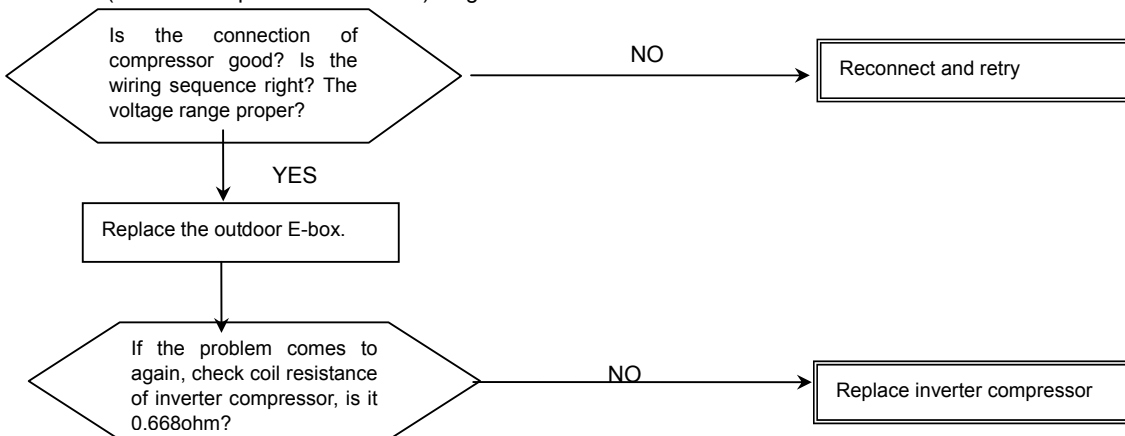 Is the connection of
compressor good? Is the
wiring sequence right? The
voltage range proper?
NO
Reconnect and retry
YES
Replace the outdoor E-box.
If the problem comes to
again, check coil resistance
of inverter compressor, is it
0.668ohm?
NO
Replace inverter compressor